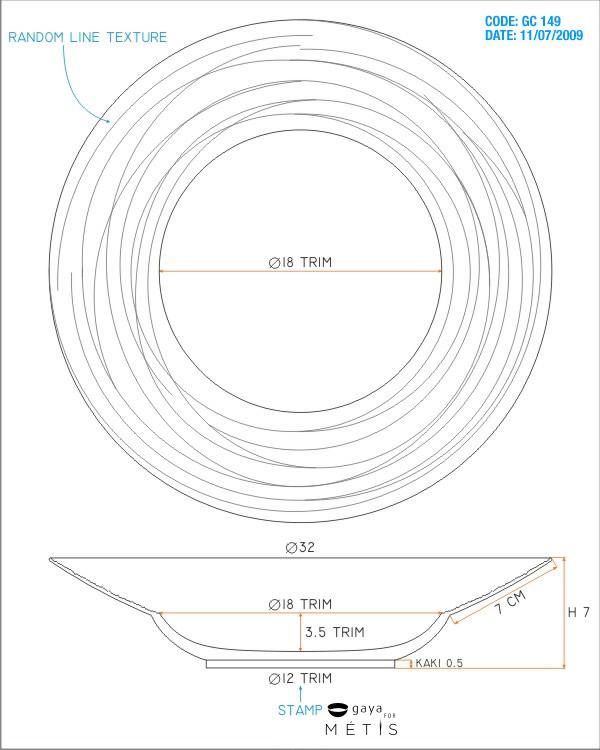 CODE: GC 149
DATE: 11/07/2009
RANDOM LINE TEXTURE
Ø18 TRIM
Ø32
Ø18 TRIM
7 CM
H 7
3.5 TRIM
KAKI 0.5
Ø12 TRIM
STAMP gaya
FOR
MÉTIS